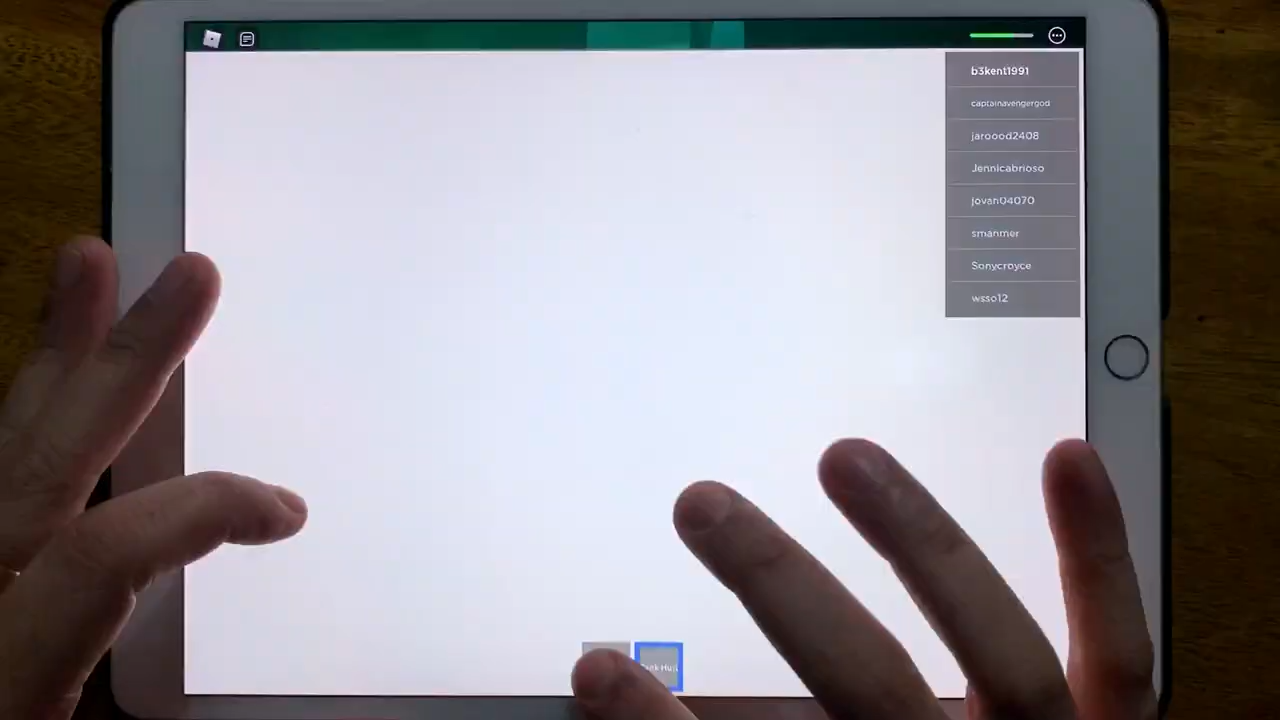 b3kent1991
captainavengergod
jaroood2408
Jennicabrioso
jovan04070
smanmer
Sonycroyce
wsso12